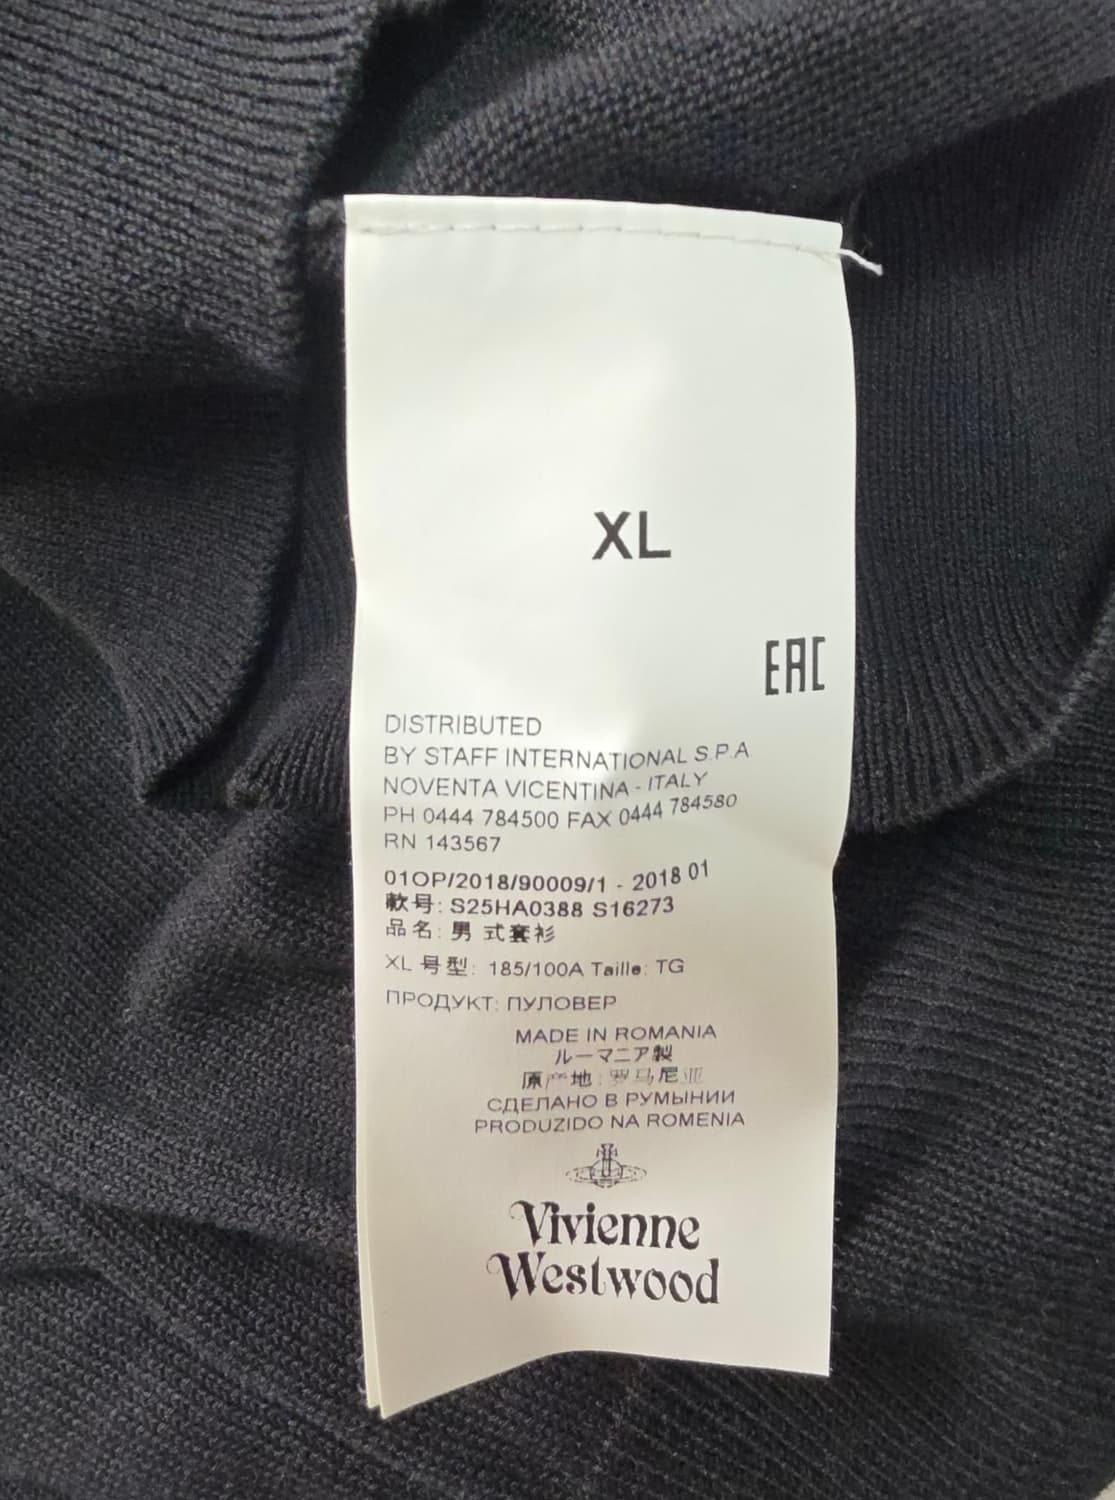 XL
EAC
DISTRIBUTED
BY STAFF INTERNATIONAL S.P.A
NOVENTA VICENTINA - ITALY
PH 0444 784500 FAX 0444 784580
RN 143567
01OP/2018/90009/1 - 2018 01
款号: S25HA0388 S16273
品名: 男 式套衫
XL 号型: 185/100A Taille: TG
ПРОДУКТ: ПУЛОВЕР
MADE IN ROMANIA
ルーマニア製
原产地: 罗马尼亚
СДЕЛАНО В РУМЫНИИ
PRODUZIDO NA ROMENIA
Vivienne
Westwood